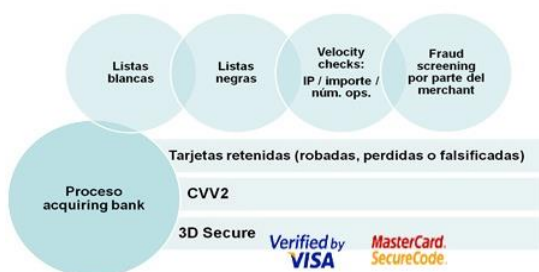 Listas
blancas
Listas
negras
Velocity
checks:
IP / importe /
núm. ops.
Fraud
screening
por parte del
merchant
Tarjetas retenidas (robadas, perdidas o falsificadas)
Proceso
acquiring bank
CVV2
3D Secure
Verified by
VISA
MasterCard.
SecureCode.